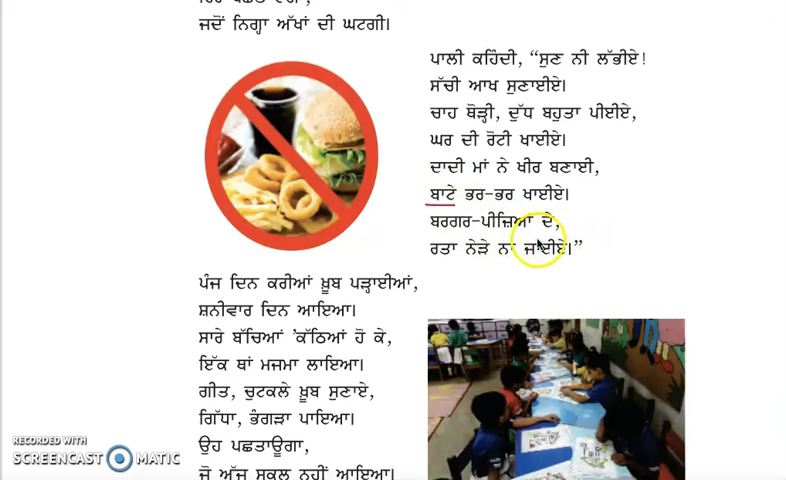 ਜਦੋਂ ਨਿਗ੍ਹਾ ਅੱਖਾਂ ਦੀ ਘਟਗੀ।
ਪਾਲੀ ਕਹਿੰਦੀ, “ਸੁਣ ਨੀ ਲੱਭੀਏ!
ਸੱਚੀ ਆਖ ਸੁਣਾਈਏ।
ਚਾਹ ਥੋੜ੍ਹੀ, ਦੁੱਧ ਬਹੁਤਾ ਪੀਈਏ,
ਘਰ ਦੀ ਰੋਟੀ ਖਾਈਏ।
ਦਾਦੀ ਮਾਂ ਨੇ ਖੀਰ ਬਣਾਈ,
ਬਾਟੇ ਭਰ-ਭਰ ਖਾਈਏ।
ਬਰਗਰ-ਪੀਜ਼ਿਆ ਦੇ,
ਰਤਾ ਨੇੜੇ ਨਾ ਜਾਈਏ।”
ਪੰਜ ਦਿਨ ਕਰੀਆਂ ਖ਼ੂਬ ਪੜ੍ਹਾਈਆਂ,
ਸ਼ਨੀਵਾਰ ਦਿਨ ਆਇਆ।
ਸਾਰੇ ਬੱਚਿਆਂ ’ਕੱਠਿਆਂ ਹੋ ਕੇ,
ਇੱਕ ਥਾਂ ਮਜਮਾ ਲਾਇਆ।
ਗੀਤ, ਚੁਟਕਲੇ ਖ਼ੂਬ ਸੁਣਾਏ,
ਗਿੱਧਾ, ਭੰਗੜਾ ਪਾਇਆ।
ਉਹ ਪਛਤਾਊਗਾ,
ਜੋ ਅੱਜ ਸਕੂਲ ਨਹੀਂ ਆਇਆ।
RECORDED WITH
SCREENCAST MATIC